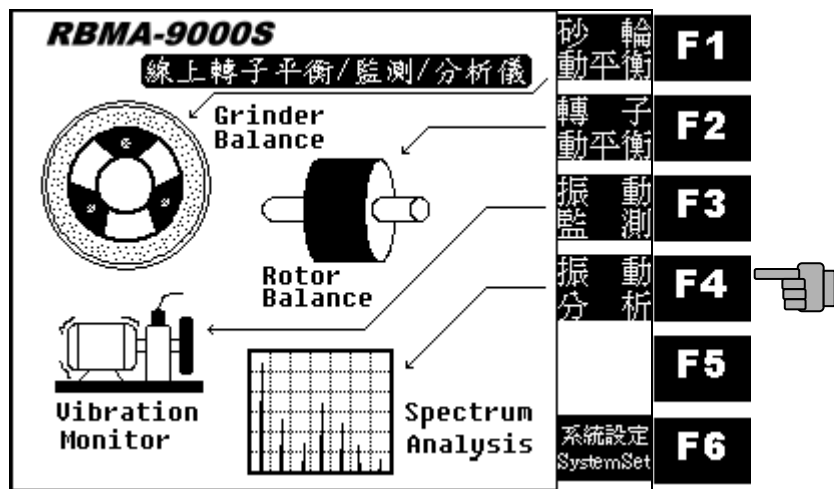 RBMA-9000S
線上轉子平衡/監測/分析儀
Grinder
Balance
Rotor
Balance
Vibration
Monitor
Spectrum
Analysis
砂輪
動平衡
F1
轉子
動平衡
F2
振動
監測
F3
振動
分析
F4
F5
系統設定
SystemSet
F6